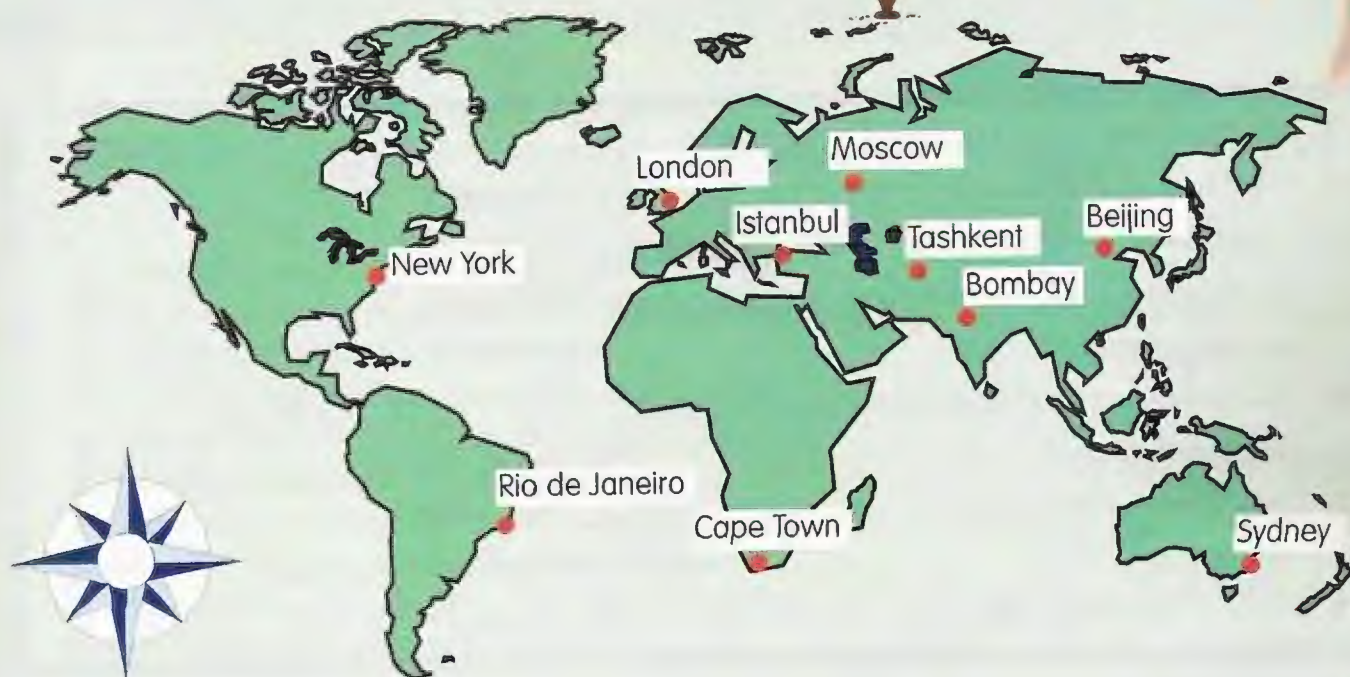 London
Moscow
Istanbul
Tashkent
Beijing
New York
Bombay
Rio de Janeiro
Cape Town
Sydney